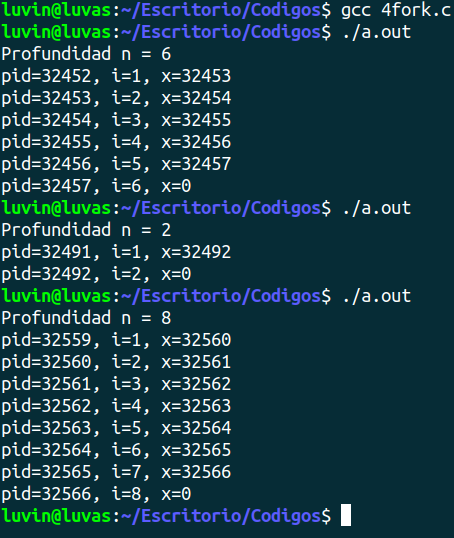 luvin@luvas:~/Escritorio/Codigos$ gcc 4fork.c
luvin@luvas:~/Escritorio/Codigos$ ./a.out
Profundidad n = 6
pid=32452, i=1, x=32453
pid=32453, i=2, x=32454
pid=32454, i=3, x=32455
pid=32455, i=4, x=32456
pid=32456, i=5, x=32457
pid=32457, i=6, x=0
luvin@luvas:~/Escritorio/Codigos$ ./a.out
Profundidad n = 2
pid=32491, i=1, x=32492
pid=32492, i=2, x=0
luvin@luvas:~/Escritorio/Codigos$ ./a.out
Profundidad n = 8
pid=32559, i=1, x=32560
pid=32560, i=2, x=32561
pid=32561, i=3, x=32562
pid=32562, i=4, x=32563
pid=32563, i=5, x=32564
pid=32564, i=6, x=32565
pid=32565, i=7, x=32566
pid=32566, i=8, x=0
luvin@luvas:~/Escritorio/Codigos$